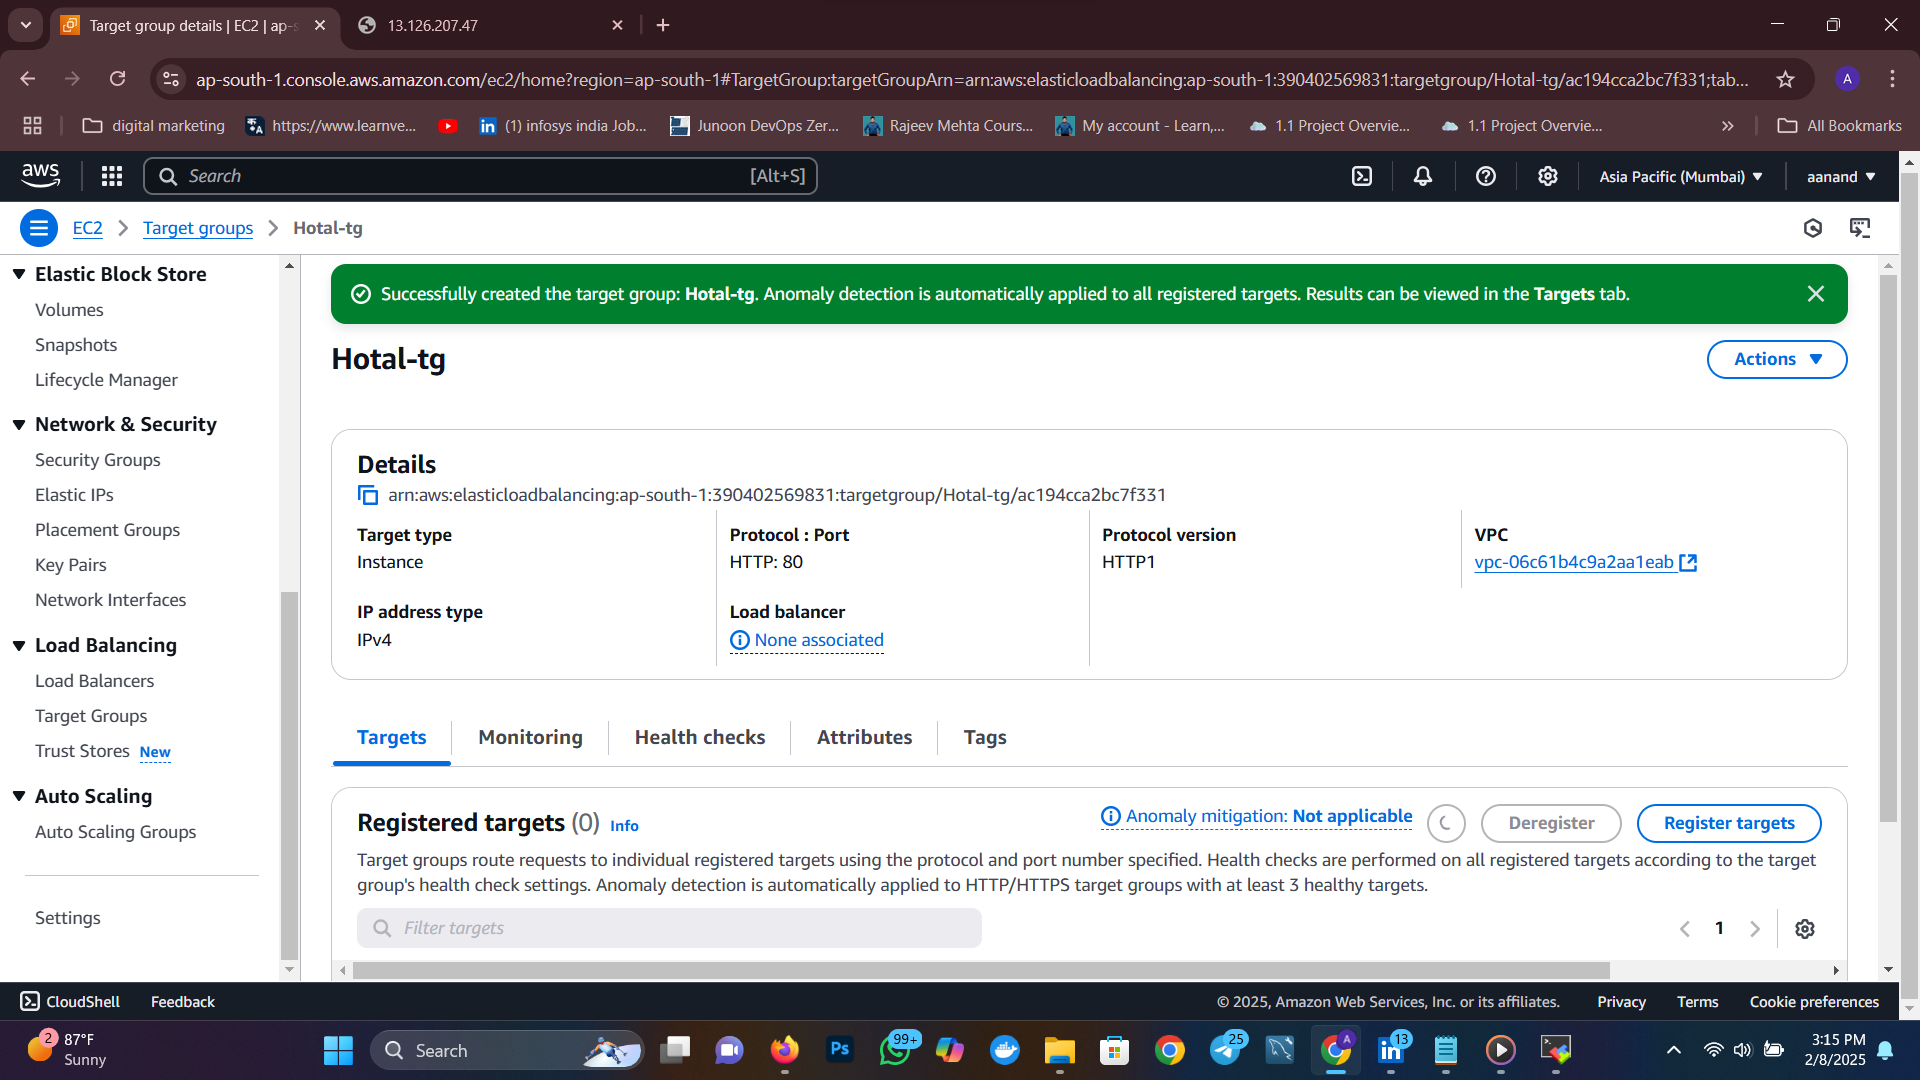 Target group details | EC2 | ap-s
13.126.207.47
ap-south-1.console.aws.amazon.com/ec2/home?region=ap-south-1#TargetGroup:targetGroupArn=arn:aws:elasticloadbalancing:ap-south-1:390402569831:targetgroup/Hotal-tg/ac194cca2bc7f331;tab...
A
digital marketing
https://www.learnve...
(1) infosys india Job...
Junoon DevOps Zer...
Rajeev Mehta Cours...
My account - Learn,...
1.1 Project Overvie...
1.1 Project Overvie...
All Bookmarks
aws
Search
[Alt+S]
Asia Pacific (Mumbai)
aanand
EC2
Target groups
Hotal-tg
Elastic Block Store
Volumes
Snapshots
Lifecycle Manager
Network & Security
Security Groups
Elastic IPs
Placement Groups
Key Pairs
Network Interfaces
Load Balancing
Load Balancers
Target Groups
Trust Stores New
Auto Scaling
Auto Scaling Groups
Settings
Successfully created the target group: Hotal-tg. Anomaly detection is automatically applied to all registered targets. Results can be viewed in the Targets tab.
Hotal-tg
Actions
Details
arn:aws:elasticloadbalancing:ap-south-1:390402569831:targetgroup/Hotal-tg/ac194cca2bc7f331
Target type
Instance
Protocol : Port
HTTP: 80
Protocol version
HTTP1
VPC
vpc-06c61b4c9a2aa1eab
IP address type
IPv4
Load balancer
None associated
Targets
Monitoring
Health checks
Attributes
Tags
Registered targets (0) Info
Anomaly mitigation: Not applicable
Deregister
Register targets
Target groups route requests to individual registered targets using the protocol and port number specified. Health checks are performed on all registered targets according to the target
group's health check settings. Anomaly detection is automatically applied to HTTP/HTTPS target groups with at least 3 healthy targets.
Filter targets
1
CloudShell
Feedback
© 2025, Amazon Web Services, Inc. or its affiliates.
Privacy
Terms
Cookie preferences
2
87°F
Sunny
Search
Ps
99+
25
A
13
3:15 PM
2/8/2025